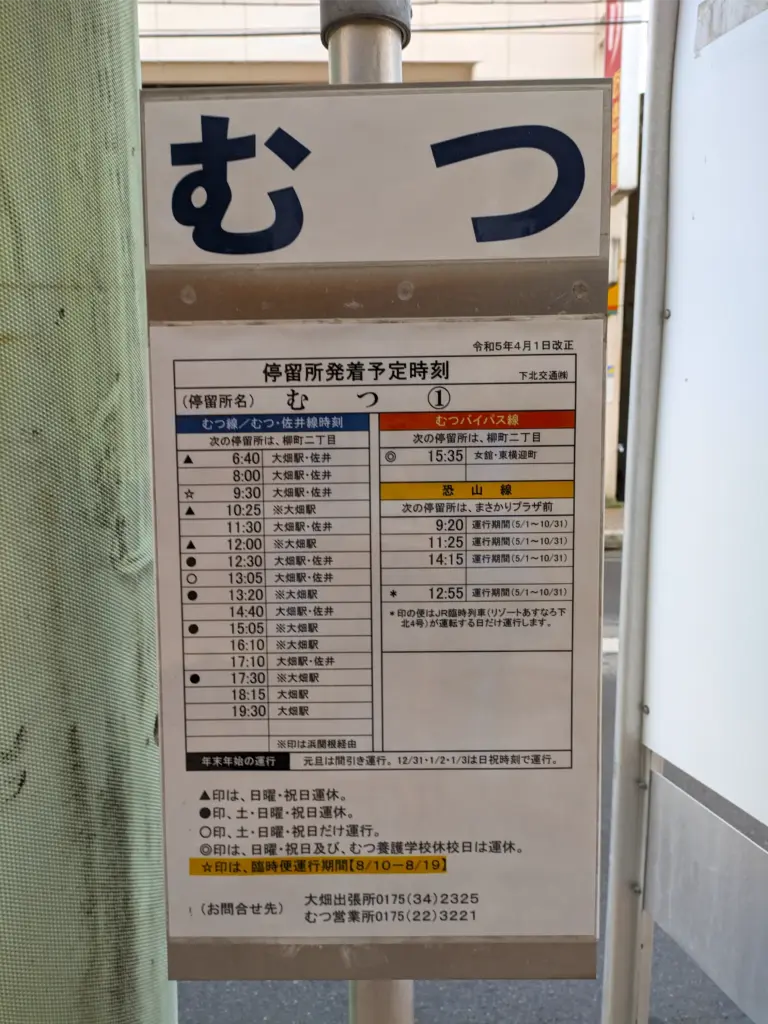 むつ
令和5年4月1日改正
停留所発着予定時刻 下北交通㈱
(停留所名) むつ ①
むつ線/むつ・佐井線時刻
次の停留所は、柳町二丁目
▲ 6:40 大畑駅・佐井
8:00 大畑駅・佐井
☆ 9:30 大畑駅・佐井
▲ 10:25 ※大畑駅
11:30 大畑駅・佐井
▲ 12:00 ※大畑駅
● 12:30 大畑駅・佐井
○ 13:05 大畑駅・佐井
● 13:20 ※大畑駅
14:40 大畑駅・佐井
● 15:05 ※大畑駅
16:10 ※大畑駅
17:10 大畑駅・佐井
● 17:30 ※大畑駅
18:15 大畑駅
19:30 大畑駅
※印は浜関根経由
むつバイパス線
次の停留所は、柳町二丁目
◎ 15:35 女館・東横迎町
恐山線
次の停留所は、まさかりプラザ前
9:20 運行期間(5/1~10/31)
11:25 運行期間(5/1~10/31)
14:15 運行期間(5/1~10/31)
* 12:55 運行期間(5/1~10/31)
*印の便はJR臨時列車(リゾートあすなろ下
北4号)が運転する日だけ運行します。
年末年始の運行 元旦は間引き運行。12/31・1/2・1/3は日祝時刻で運行。
▲印は、日曜・祝日運休。
●印、土・日曜・祝日運休。
○印、土・日曜・祝日だけ運行。
◎印は、日曜・祝日及び、むつ養護学校休校日は運休。
☆印は、臨時便運行期間【8/10-8/19】
(お問合せ先) 大畑出張所0175(34)2325
むつ営業所0175(22)3221